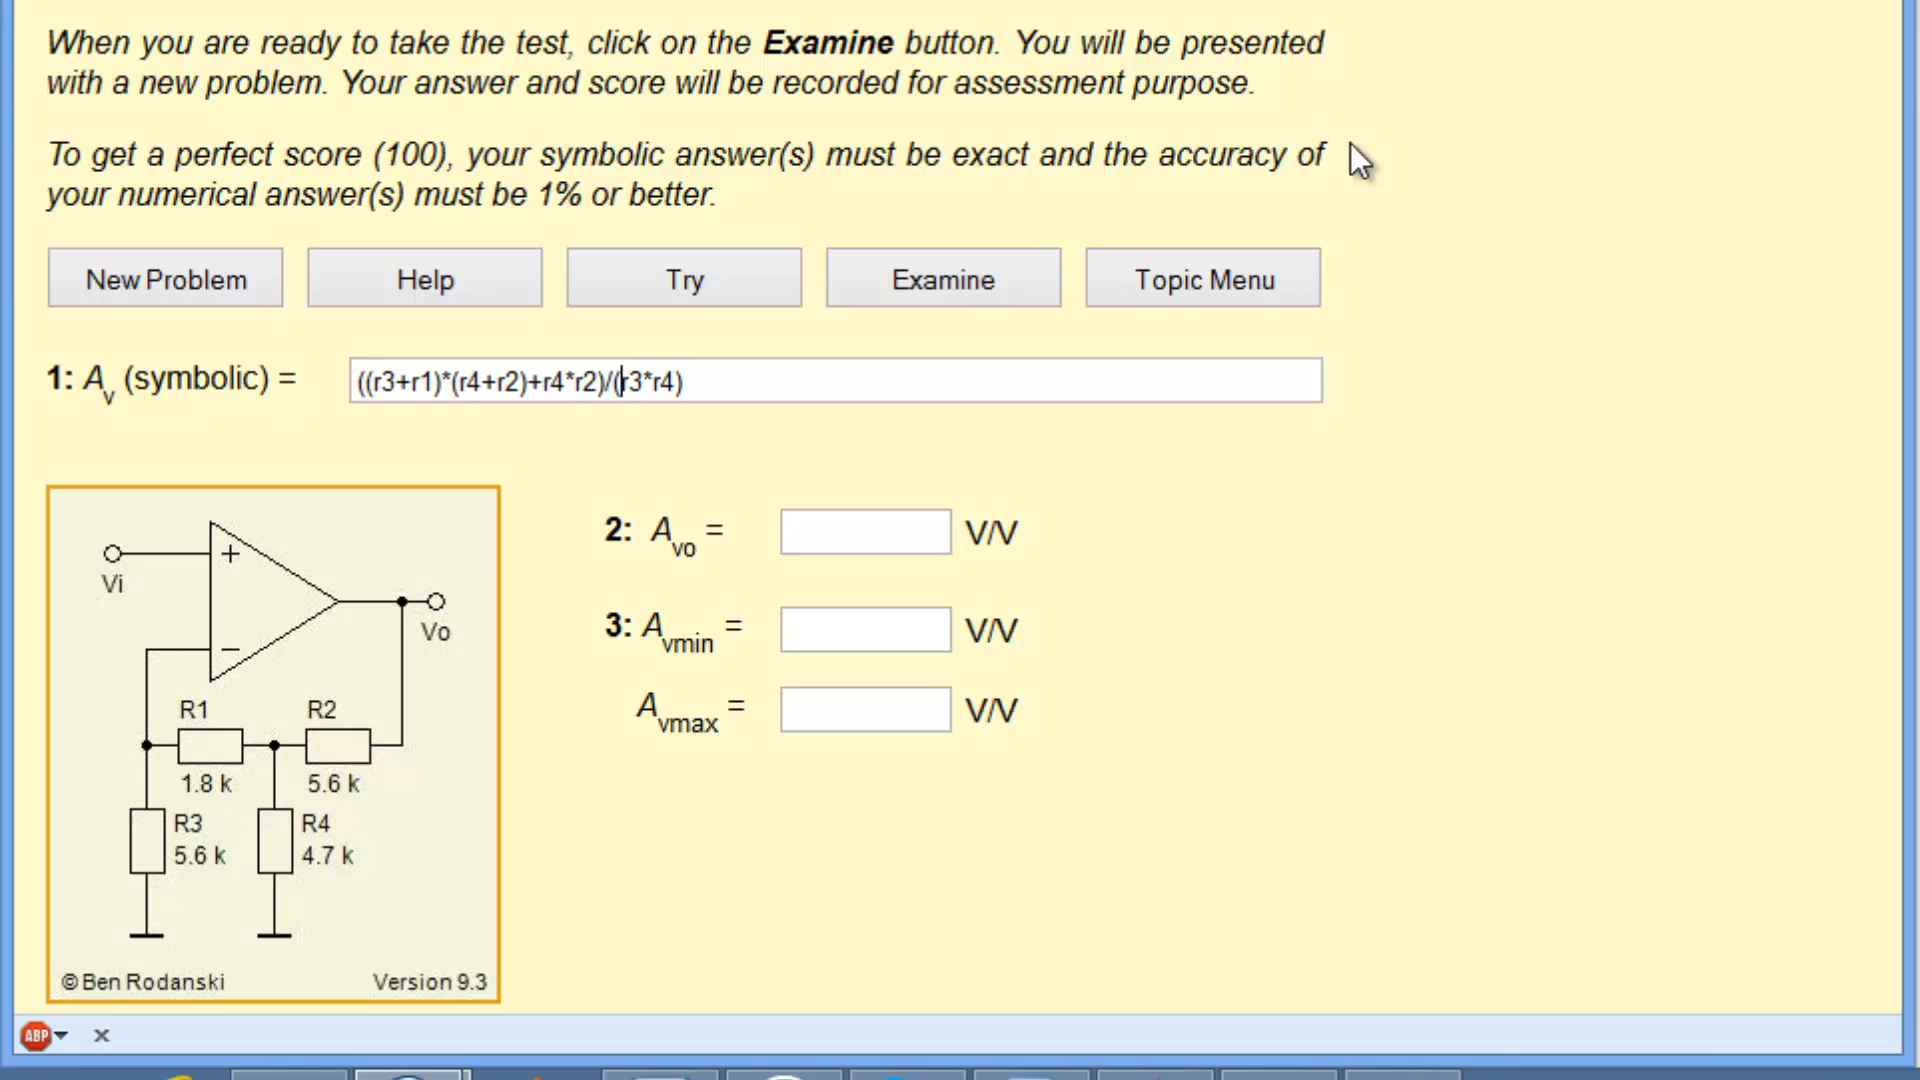 When you are ready to take the test, click on the Examine button. You will be presented
with a new problem. Your answer and score will be recorded for assessment purpose.
To get a perfect score (100), your symbolic answer(s) must be exact and the accuracy of
your numerical answer(s) must be 1% or better.
New Problem Help Try Examine Topic Menu
1: Av (symbolic) = ((r3+r1)*(r4+r2)+r4*r2)/(r3*r4)
2: Avo = V/V
3: Avmin = V/V
Avmax = V/V
+
Vi
Vo
−
R1 R2
1.8 k 5.6 k
R3 R4
5.6 k 4.7 k
©Ben Rodanski Version 9.3
ABP x